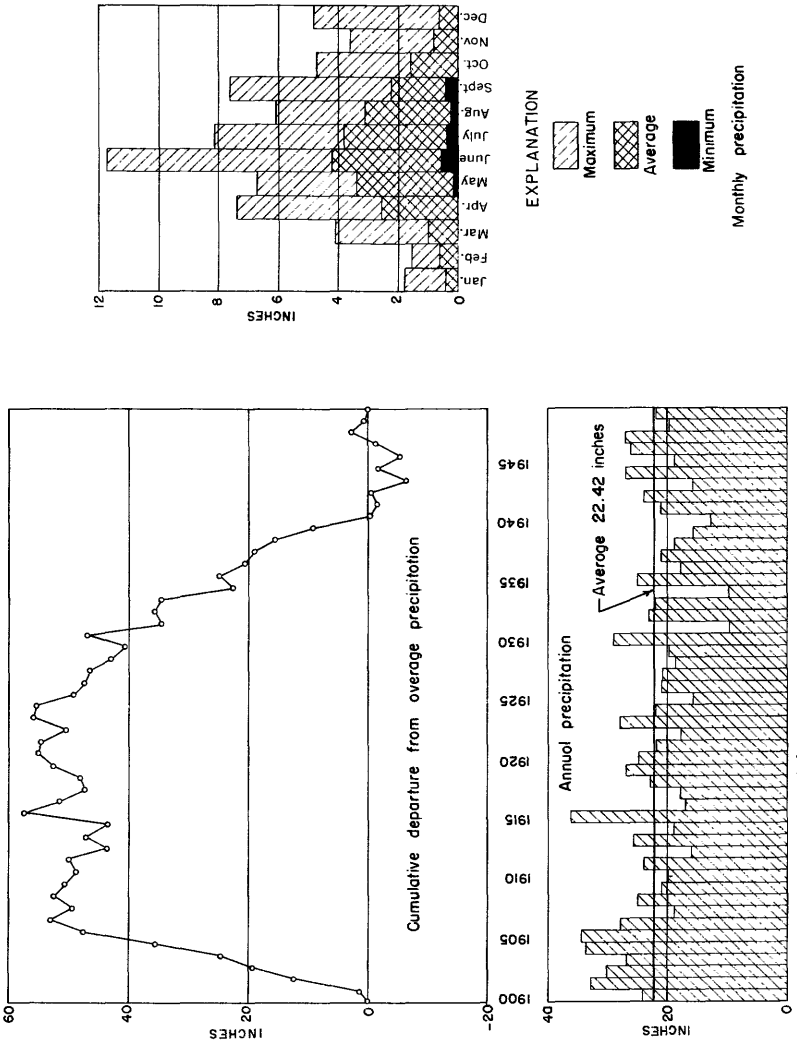 60
40
20
0
-20
INCHES
Cumulative departure from overage precipitation
1900
1905
1910
1915
1920
1925
1930
1935
1940
1945
40
20
0
INCHES
Annuol precipitation
Average 22.42 inches
12
10
8
6
4
2
0
INCHES
Jan.
Feb.
Mar.
Apr.
May
June
July
Aug.
Sept.
Oct.
Nov.
Dec.
EXPLANATION
Maximum
Average
Minimum
Monthly precipitation